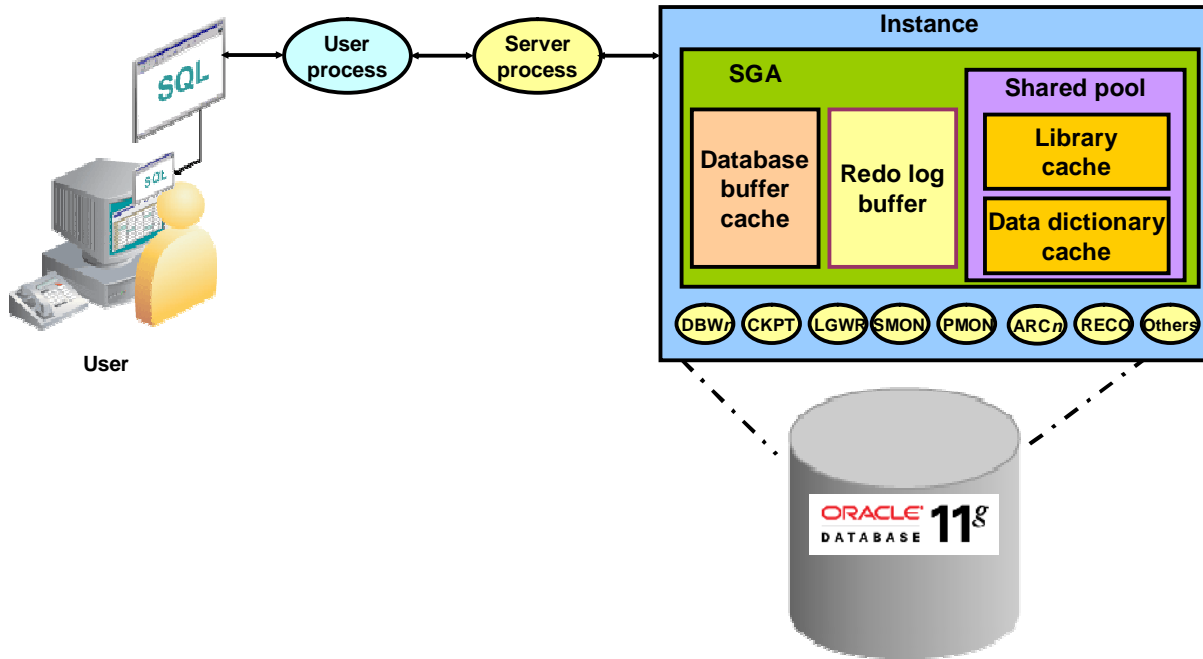 SQL
SQL
User
User
process
Server
process
Instance
SGA
Database
buffer
cache
Redo log
buffer
Shared pool
Library
cache
Data dictionary
cache
DBWn
CKPT
LGWR
SMON
PMON
ARCn
RECO
Others
ORACLE'
DATABASE
11g